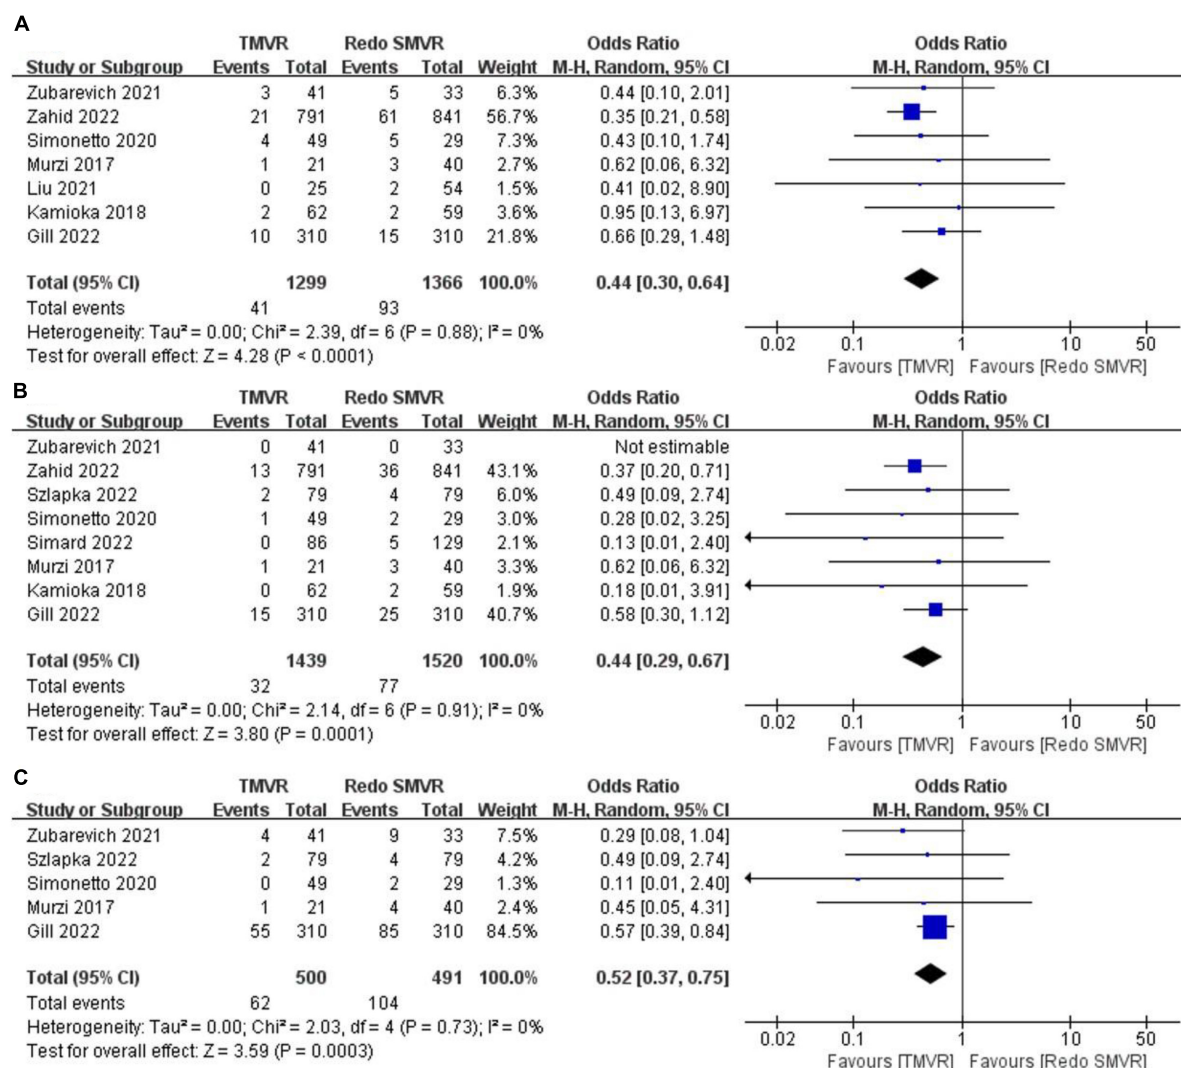 A
TMVR Redo SMVR Odds Ratio Odds Ratio
Study or Subgroup Events Total Events Total Weight M-H, Random, 95% CI M-H, Random, 95% CI
Zubarevich 2021 3 41 5 33 6.3% 0.44 [0.10, 2.01]
Zahid 2022 21 791 61 841 56.7% 0.35 [0.21, 0.58]
Simonetto 2020 4 49 5 29 7.3% 0.43 [0.10, 1.74]
Murzi 2017 1 21 3 40 2.7% 0.62 [0.06, 6.32]
Liu 2021 0 25 2 54 1.5% 0.41 [0.02, 8.90]
Kamioka 2018 2 62 2 59 3.6% 0.95 [0.13, 6.97]
Gill 2022 10 310 15 310 21.8% 0.66 [0.29, 1.48]
Total (95% CI) 1299 1366 100.0% 0.44 [0.30, 0.64]
Total events 41 93
Heterogeneity: Tau² = 0.00; Chi² = 2.39, df = 6 (P = 0.88); I² = 0%
Test for overall effect: Z = 4.28 (P < 0.0001)
0.02 0.1 1 10 50
Favours [TMVR] Favours [Redo SMVR]
B
TMVR Redo SMVR Odds Ratio Odds Ratio
Study or Subgroup Events Total Events Total Weight M-H, Random, 95% CI M-H, Random, 95% CI
Zubarevich 2021 0 41 0 33 Not estimable
Zahid 2022 13 791 36 841 43.1% 0.37 [0.20, 0.71]
Szlapka 2022 2 79 4 79 6.0% 0.49 [0.09, 2.74]
Simonetto 2020 1 49 2 29 3.0% 0.28 [0.02, 3.25]
Simard 2022 0 86 5 129 2.1% 0.13 [0.01, 2.40]
Murzi 2017 1 21 3 40 3.3% 0.62 [0.06, 6.32]
Kamioka 2018 0 62 2 59 1.9% 0.18 [0.01, 3.91]
Gill 2022 15 310 25 310 40.7% 0.58 [0.30, 1.12]
Total (95% CI) 1439 1520 100.0% 0.44 [0.29, 0.67]
Total events 32 77
Heterogeneity: Tau² = 0.00; Chi² = 2.14, df = 6 (P = 0.91); I² = 0%
Test for overall effect: Z = 3.80 (P = 0.0001)
0.02 0.1 1 10 50
Favours [TMVR] Favours [Redo SMVR]
C
TMVR Redo SMVR Odds Ratio Odds Ratio
Study or Subgroup Events Total Events Total Weight M-H, Random, 95% CI M-H, Random, 95% CI
Zubarevich 2021 4 41 9 33 7.5% 0.29 [0.08, 1.04]
Szlapka 2022 2 79 4 79 4.2% 0.49 [0.09, 2.74]
Simonetto 2020 0 49 2 29 1.3% 0.11 [0.01, 2.40]
Murzi 2017 1 21 4 40 2.4% 0.45 [0.05, 4.31]
Gill 2022 55 310 85 310 84.5% 0.57 [0.39, 0.84]
Total (95% CI) 500 491 100.0% 0.52 [0.37, 0.75]
Total events 62 104
Heterogeneity: Tau² = 0.00; Chi² = 2.03, df = 4 (P = 0.73); I² = 0%
Test for overall effect: Z = 3.59 (P = 0.0003)
0.02 0.1 1 10 50
Favours [TMVR] Favours [Redo SMVR]